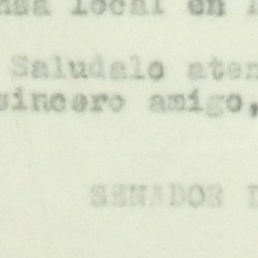 nsa local en
Saludalo aten
sincero amigo,
SENADOR D